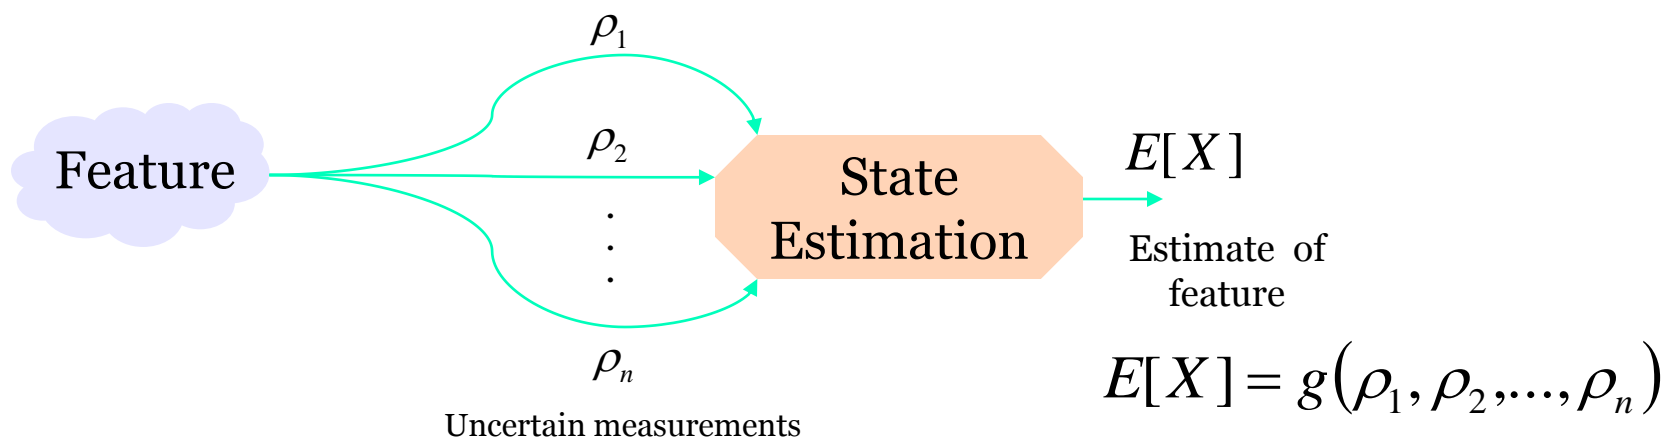 ρ₁
Feature
ρ₂
.
.
.
ρₙ
Uncertain measurements
State
Estimation
E[X]
Estimate of
feature
E[X] = g(ρ₁, ρ₂,..., ρₙ)